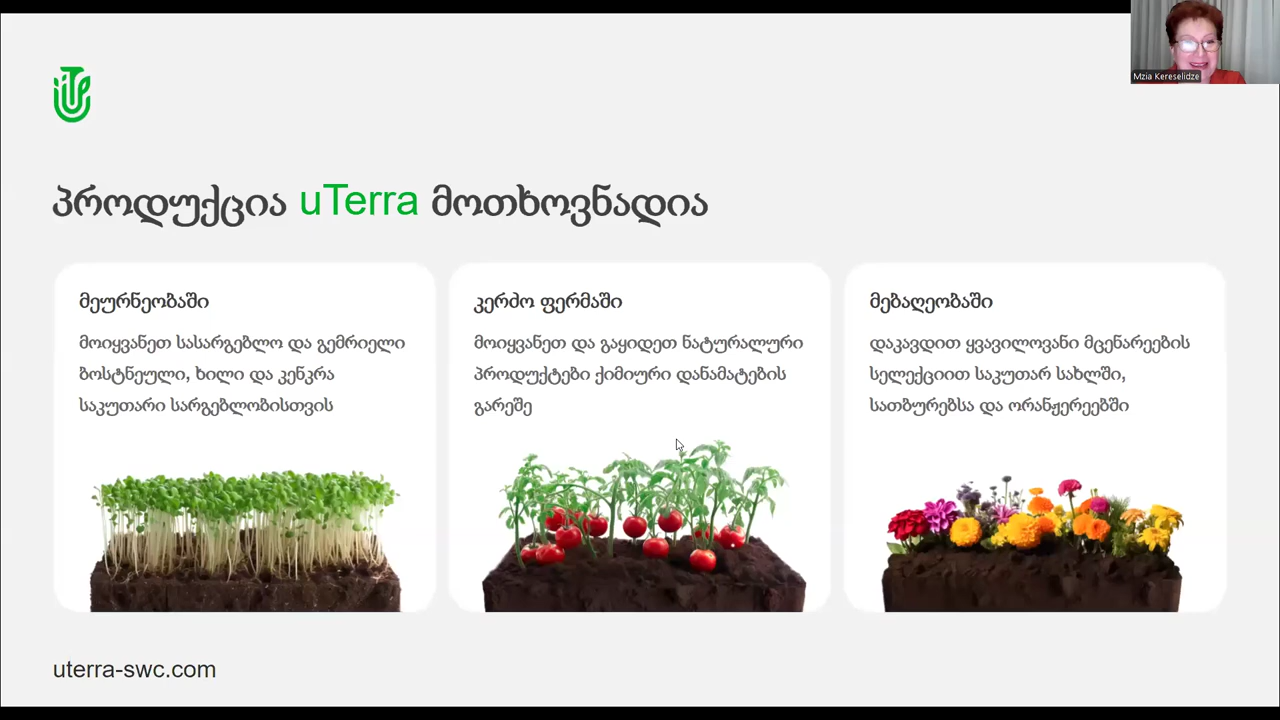 Mzia Kereselidze
პროდუქცია uTerra მოთხოვნადია
მეურნეობაში
მოიყვანეთ სასარგებლო და გემრიელი
ბოსტნეული, ხილი და კენკრა
საკუთარი სარგებლობისთვის
კერძო ფერმაში
მოიყვანეთ და გაყიდეთ ნატურალური
პროდუქტები ქიმიური დანამატების
გარეშე
მებაღეობაში
დაკავდით ყვავილოვანი მცენარეების
სელექციით საკუთარ სახლში,
სათბურებსა და ორანჟერეებში
uterra-swc.com